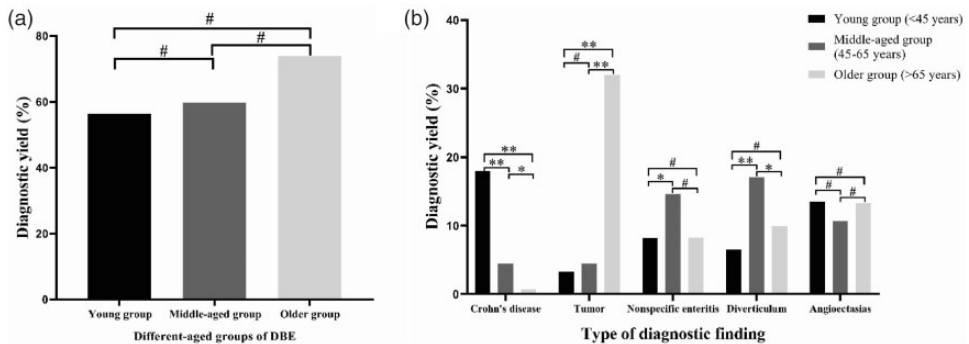 (a)
#
#
#
80
60
40
20
0
Diagnostic yield (%)
Young group
Middle-aged group
Older group
Different-aged groups of DBE
(b)
Young group (<45 years)
Middle-aged group
(45-65 years)
Older group (>65 years)
40
30
20
10
0
Diagnostic yield (%)
**
**
*
**
#
**
#
*
#
#
**
*
#
#
#
Crohn's disease
Tumor
Nonspecific enteritis
Diverticulum
Angioectasias
Type of diagnostic finding